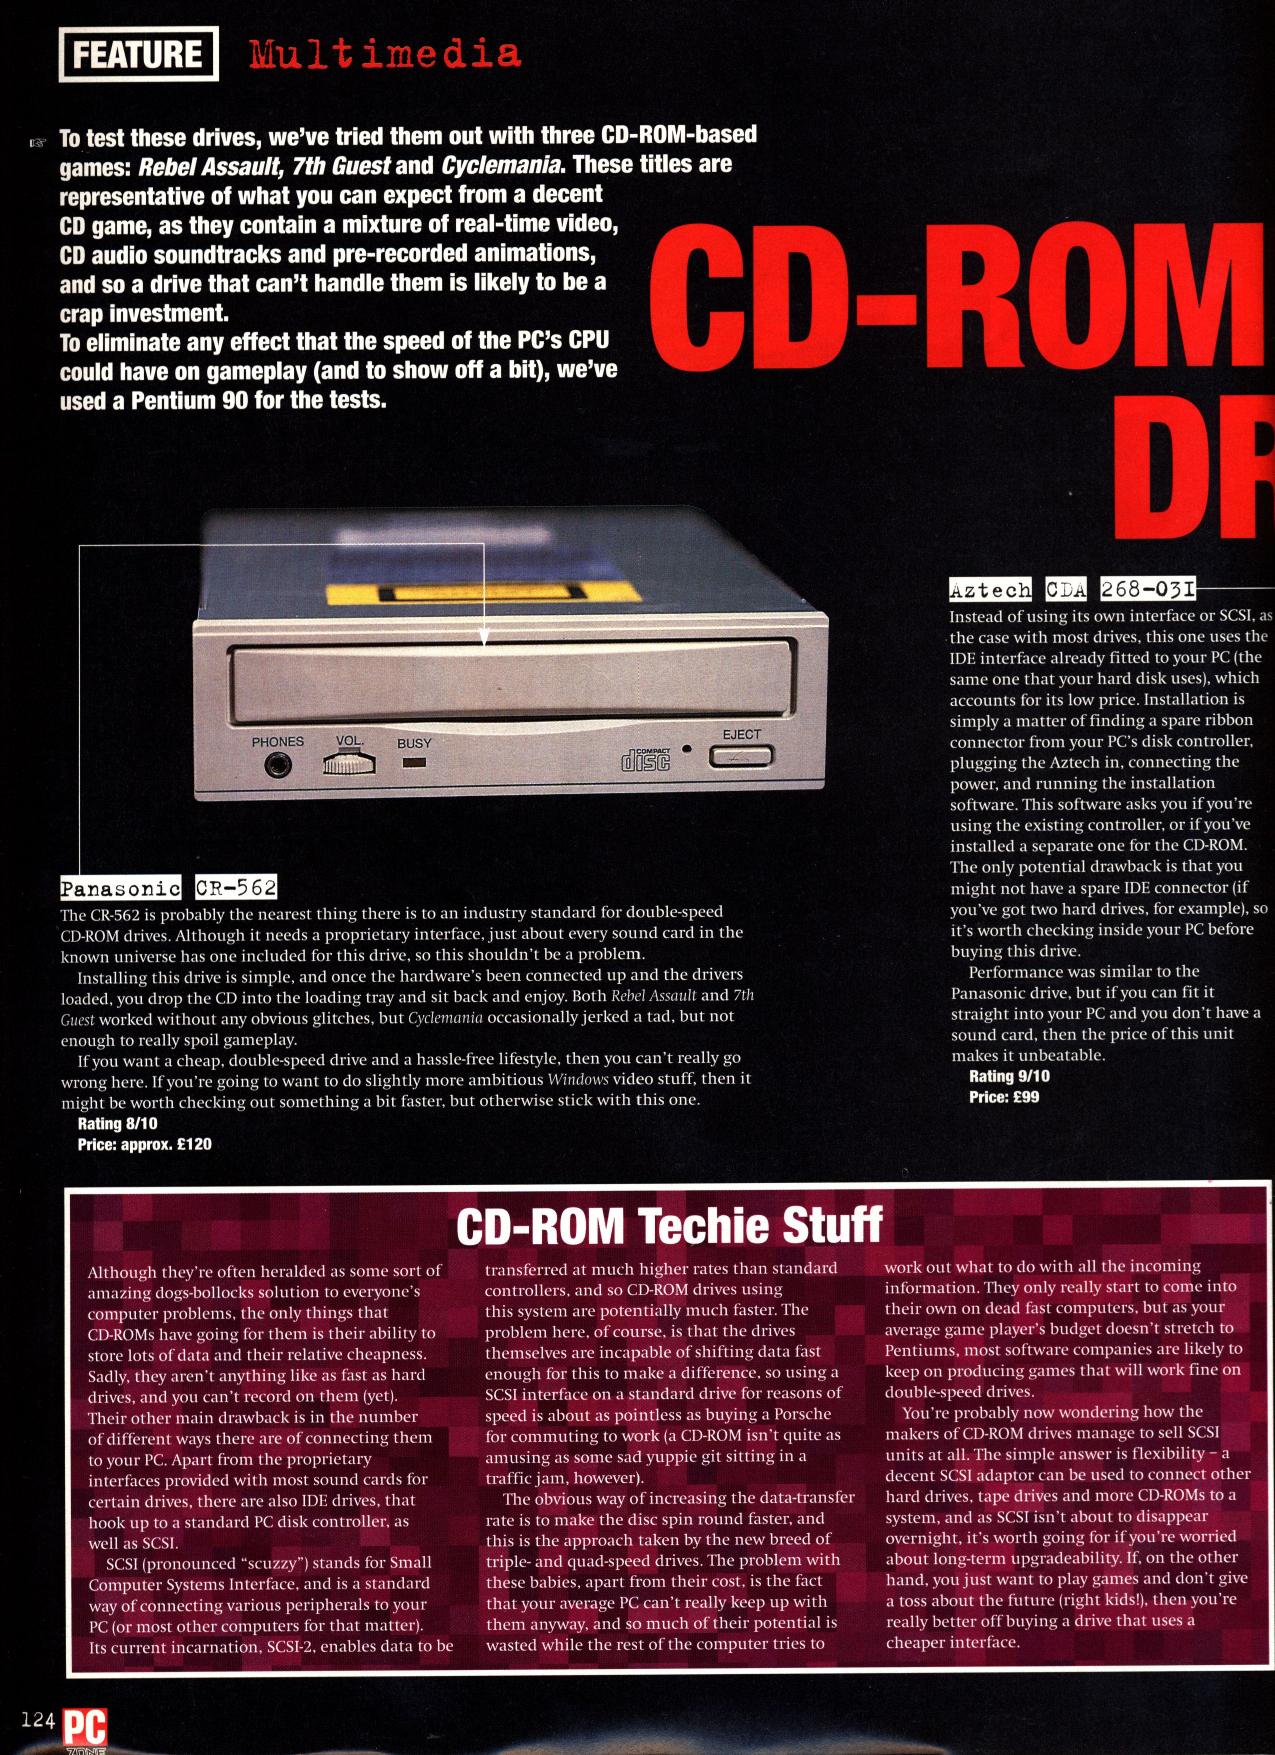 FEATURE Multimedia
To test these drives, we've tried them out with three CD-ROM-based
games: Rebel Assault, 7th Guest and Cyclemania. These titles are
representative of what you can expect from a decent
CD game, as they contain a mixture of real-time video,
CD audio soundtracks and pre-recorded animations,
and so a drive that can't handle them is likely to be a
crap investment.
To eliminate any effect that the speed of the PC's CPU
could have on gameplay (and to show off a bit), we've
used a Pentium 90 for the tests.
CD-ROM
DR
PHONES
VOL.
BUSY
COMPACT
disc
EJECT
Panasonic CR-562
The CR-562 is probably the nearest thing there is to an industry standard for double-speed
CD-ROM drives. Although it needs a proprietary interface, just about every sound card in the
known universe has one included for this drive, so this shouldn't be a problem.
Installing this drive is simple, and once the hardware's been connected up and the drivers
loaded, you drop the CD into the loading tray and sit back and enjoy. Both Rebel Assault and 7th
Guest worked without any obvious glitches, but Cyclemania occasionally jerked a tad, but not
enough to really spoil gameplay.
If you want a cheap, double-speed drive and a hassle-free lifestyle, then you can't really go
wrong here. If you're going to want to do slightly more ambitious Windows video stuff, then it
might be worth checking out something a bit faster, but otherwise stick with this one.
Rating 8/10
Price: approx. £120
Aztech CDA 268-03I
Instead of using its own interface or SCSI, as
the case with most drives, this one uses the
IDE interface already fitted to your PC (the
same one that your hard disk uses), which
accounts for its low price. Installation is
simply a matter of finding a spare ribbon
connector from your PC's disk controller,
plugging the Aztech in, connecting the
power, and running the installation
software. This software asks you if you're
using the existing controller, or if you've
installed a separate one for the CD-ROM.
The only potential drawback is that you
might not have a spare IDE connector (if
you've got two hard drives, for example), so
it's worth checking inside your PC before
buying this drive.
Performance was similar to the
Panasonic drive, but if you can fit it
straight into your PC and you don't have a
sound card, then the price of this unit
makes it unbeatable.
Rating 9/10
Price: £99
CD-ROM Techie Stuff
Although they're often heralded as some sort of
amazing dogs-bollocks solution to everyone's
computer problems, the only things that
CD-ROMs have going for them is their ability to
store lots of data and their relative cheapness.
Sadly, they aren't anything like as fast as hard
drives, and you can't record on them (yet).
Their other main drawback is in the number
of different ways there are of connecting them
to your PC. Apart from the proprietary
interfaces provided with most sound cards for
certain drives, there are also IDE drives, that
hook up to a standard PC disk controller, as
well as SCSI.
SCSI (pronounced “scuzzy”) stands for Small
Computer Systems Interface, and is a standard
way of connecting various peripherals to your
PC (or most other computers for that matter).
Its current incarnation, SCSI-2, enables data to be
transferred at much higher rates than standard
controllers, and so CD-ROM drives using
this system are potentially much faster. The
problem here, of course, is that the drives
themselves are incapable of shifting data fast
enough for this to make a difference, so using a
SCSI interface on a standard drive for reasons of
speed is about as pointless as buying a Porsche
for commuting to work (a CD-ROM isn't quite as
amusing as some sad yuppie git sitting in a
traffic jam, however).
The obvious way of increasing the data-transfer
rate is to make the disc spin round faster, and
this is the approach taken by the new breed of
triple- and quad-speed drives. The problem with
these babies, apart from their cost, is the fact
that your average PC can't really keep up with
them anyway, and so much of their potential is
wasted while the rest of the computer tries to
work out what to do with all the incoming
information. They only really start to come into
their own on dead fast computers, but as your
average game player's budget doesn't stretch to
Pentiums, most software companies are likely to
keep on producing games that will work fine on
double-speed drives.
You're probably now wondering how the
makers of CD-ROM drives manage to sell SCSI
units at all. The simple answer is flexibility – a
decent SCSI adaptor can be used to connect other
hard drives, tape drives and more CD-ROMs to a
system, and as SCSI isn't about to disappear
overnight, it's worth going for if you're worried
about long-term upgradeability. If, on the other
hand, you just want to play games and don't give
a toss about the future (right kids!), then you're
really better off buying a drive that uses a
cheaper interface.
124 PC
ZONE